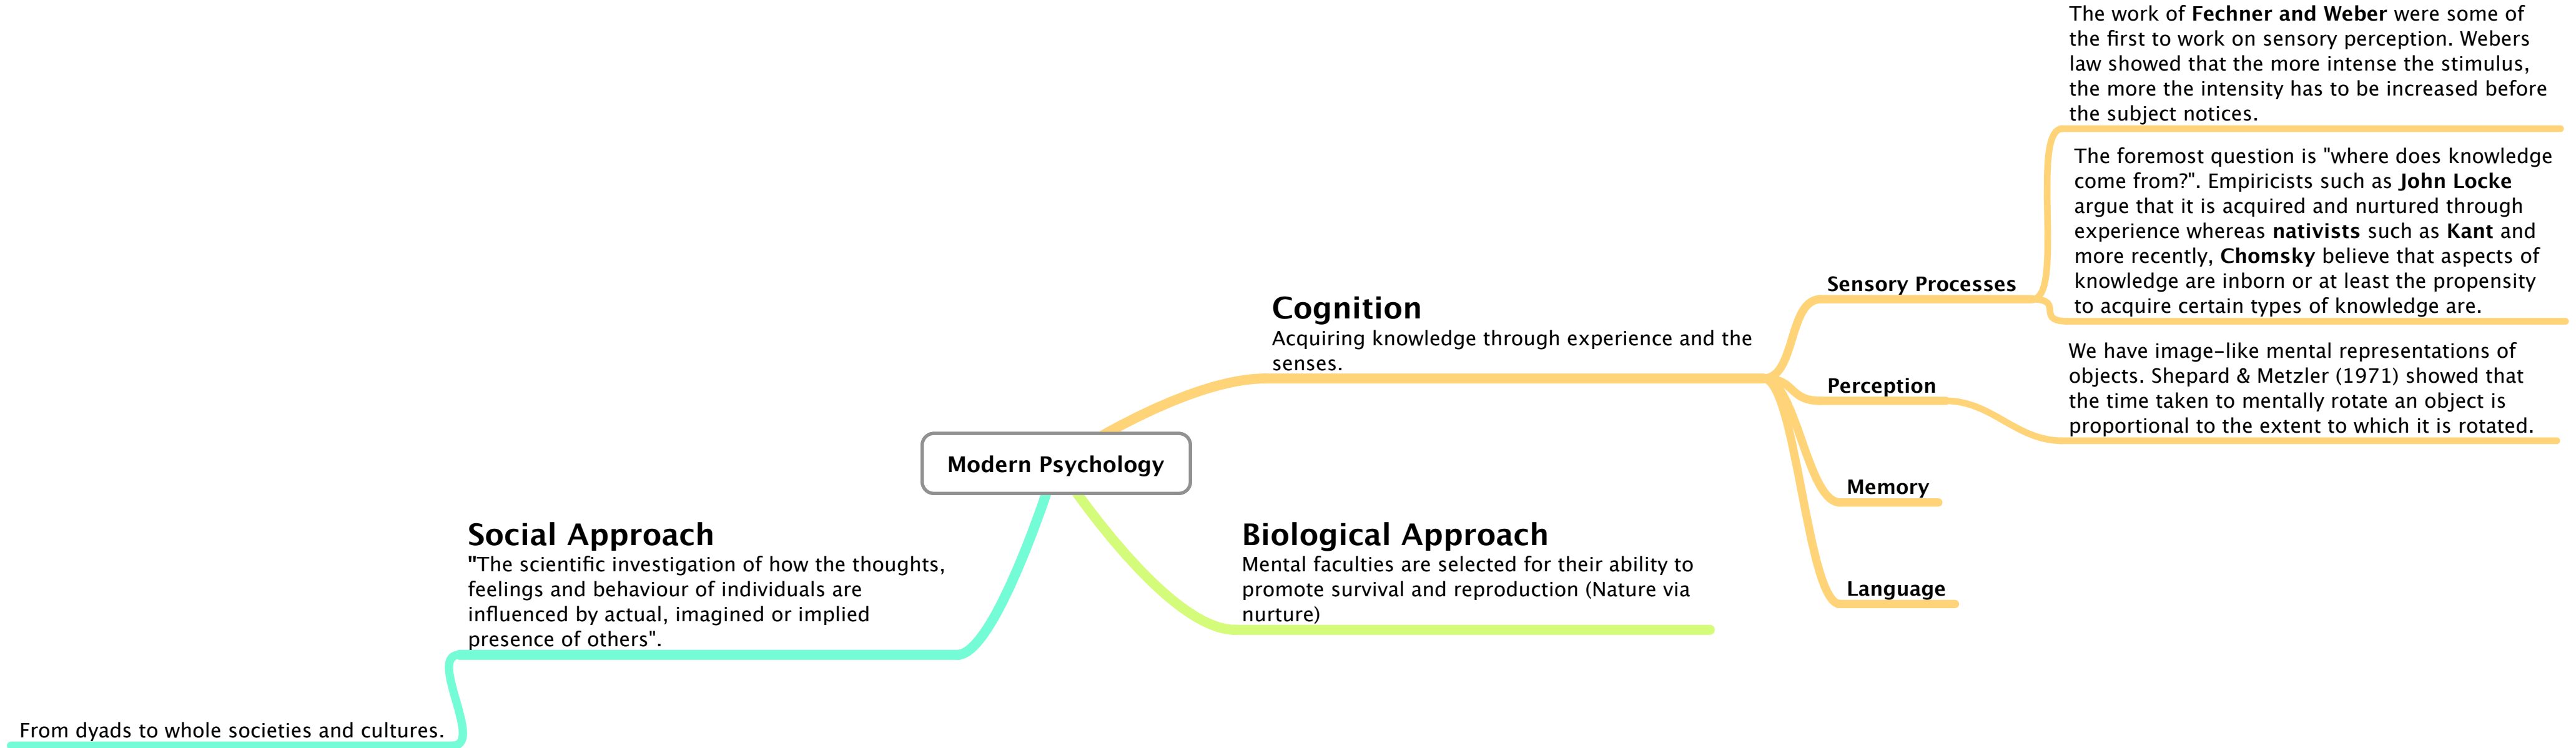 Modern Psychology
Cognition
Acquiring knowledge through experience and the
senses.
Sensory Processes
The work of Fechner and Weber were some of
the first to work on sensory perception. Webers
law showed that the more intense the stimulus,
the more the intensity has to be increased before
the subject notices.
The foremost question is "where does knowledge
come from?". Empiricists such as John Locke
argue that it is acquired and nurtured through
experience whereas nativists such as Kant and
more recently, Chomsky believe that aspects of
knowledge are inborn or at least the propensity
to acquire certain types of knowledge are.
Perception
We have image-like mental representations of
objects. Shepard & Metzler (1971) showed that
the time taken to mentally rotate an object is
proportional to the extent to which it is rotated.
Memory
Language
Biological Approach
Mental faculties are selected for their ability to
promote survival and reproduction (Nature via
nurture)
Social Approach
"The scientific investigation of how the thoughts,
feelings and behaviour of individuals are
influenced by actual, imagined or implied
presence of others".
From dyads to whole societies and cultures.